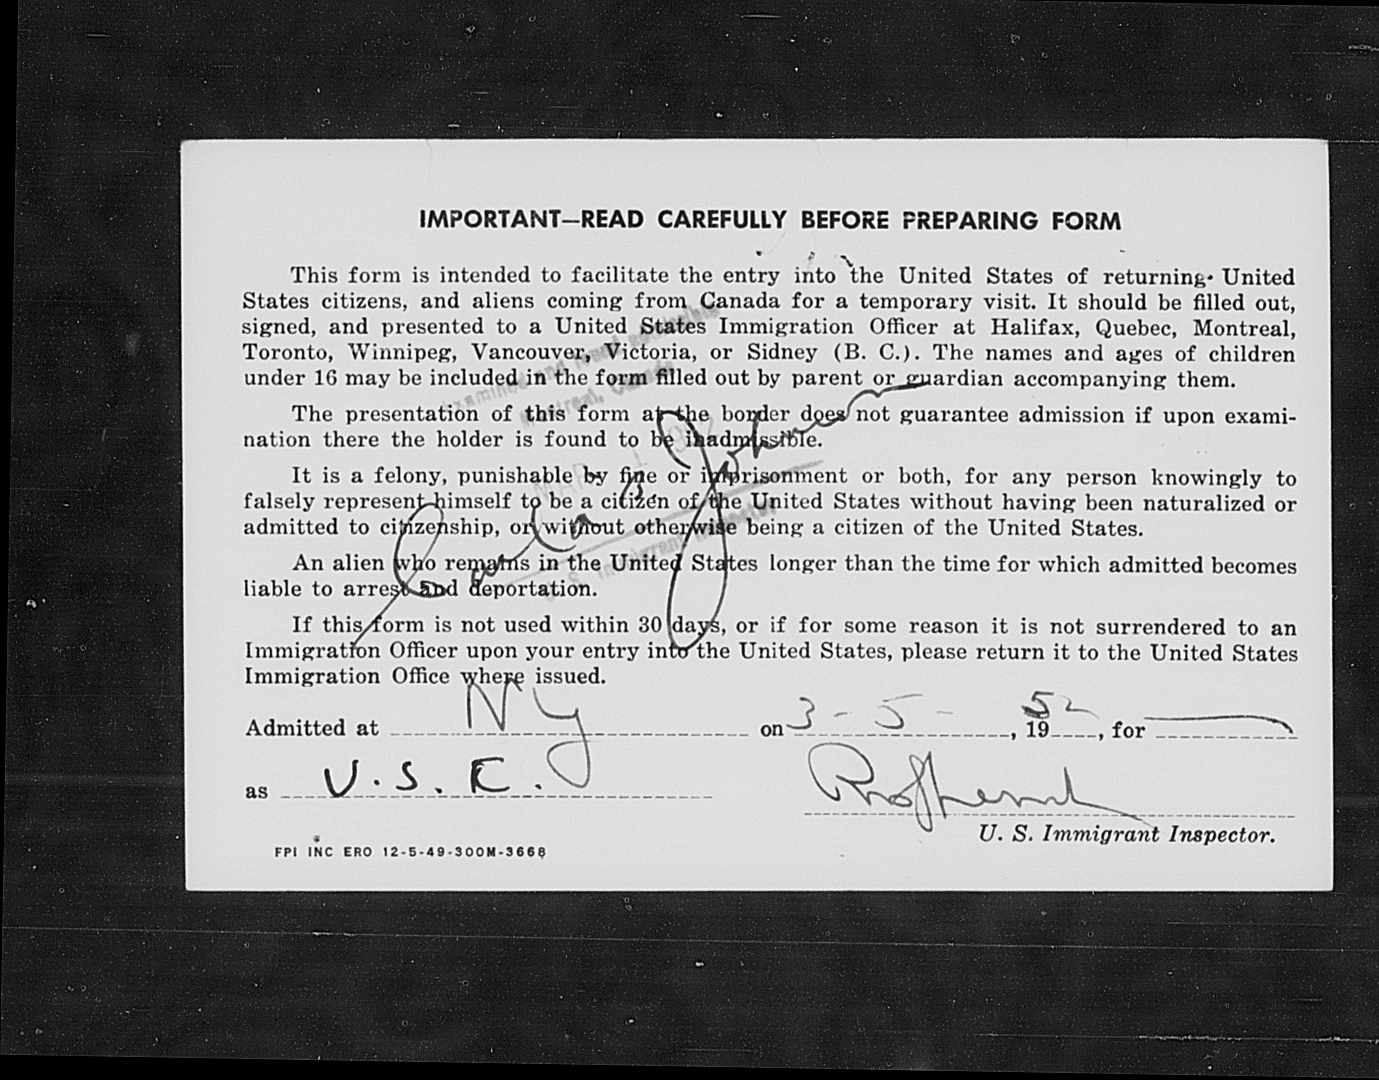 IMPORTANT—READ CAREFULLY BEFORE PREPARING FORM
This form is intended to facilitate the entry into the United States of returning United
States citizens, and aliens coming from Canada for a temporary visit. It should be filled out,
signed, and presented to a United States Immigration Officer at Halifax, Quebec, Montreal,
Toronto, Winnipeg, Vancouver, Victoria, or Sidney (B. C.). The names and ages of children
under 16 may be included in the form filled out by parent or guardian accompanying them.
The presentation of this form at the border does not guarantee admission if upon exami-
nation there the holder is found to be inadmissible.
It is a felony, punishable by fine or imprisonment or both, for any person knowingly to
falsely represent himself to be a citizen of the United States without having been naturalized or
admitted to citizenship, or without otherwise being a citizen of the United States.
An alien who remains in the United States longer than the time for which admitted becomes
liable to arrest and deportation.
If this form is not used within 30 days, or if for some reason it is not surrendered to an
Immigration Officer upon your entry into the United States, please return it to the United States
Immigration Office where issued.
Admitted at NY on 3-5-, 1952, for
as U.S.C.
U. S. Immigrant Inspector.
FPI INC ERO 12-5-49-300M-3668